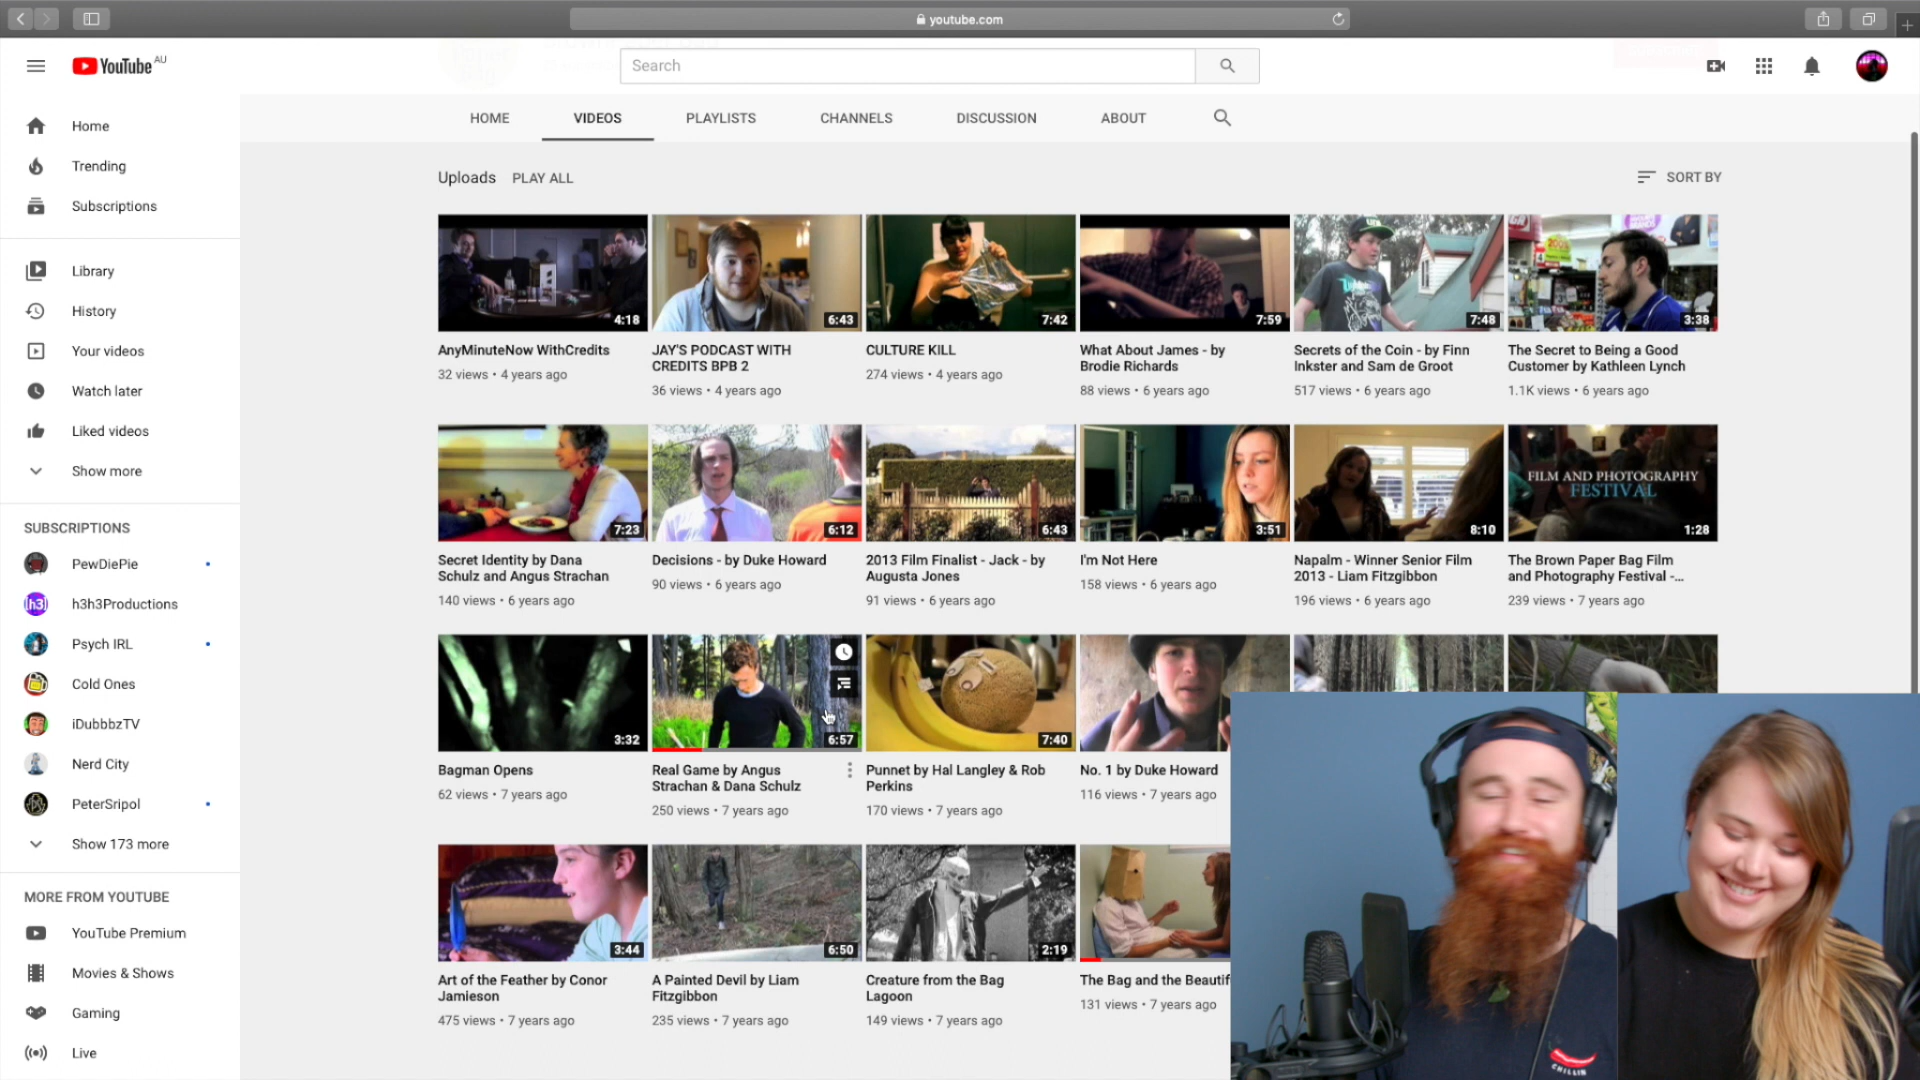 youtube.com
YouTube AU
Search
HOME VIDEOS PLAYLISTS CHANNELS DISCUSSION ABOUT
Home
Trending
Subscriptions
Library
History
Your videos
Watch later
Liked videos
Show more
SUBSCRIPTIONS
PewDiePie
h3 h3h3Productions
Psych IRL
Cold Ones
iDubbbzTV
Nerd City
PeterSripol
Show 173 more
MORE FROM YOUTUBE
YouTube Premium
Movies & Shows
Gaming
Live
Uploads PLAY ALL
SORT BY
4:18
AnyMinuteNow WithCredits
32 views • 4 years ago
6:43
JAY'S PODCAST WITH
CREDITS BPB 2
36 views • 4 years ago
7:42
CULTURE KILL
274 views • 4 years ago
7:59
What About James - by
Brodie Richards
88 views • 6 years ago
7:48
Secrets of the Coin - by Finn
Inkster and Sam de Groot
517 views • 6 years ago
IGA
3:38
The Secret to Being a Good
Customer by Kathleen Lynch
1.1K views • 6 years ago
7:23
Secret Identity by Dana
Schulz and Angus Strachan
140 views • 6 years ago
6:12
Decisions - by Duke Howard
90 views • 6 years ago
6:43
2013 Film Finalist - Jack - by
Augusta Jones
91 views • 6 years ago
3:51
I'm Not Here
158 views • 6 years ago
8:10
Napalm - Winner Senior Film
2013 - Liam Fitzgibbon
196 views • 6 years ago
FILM AND PHOTOGRAPHY
FESTIVAL
1:28
The Brown Paper Bag Film
and Photography Festival -...
239 views • 7 years ago
3:32
Bagman Opens
62 views • 7 years ago
6:57
Real Game by Angus
Strachan & Dana Schulz
250 views • 7 years ago
7:40
Punnet by Hal Langley & Rob
Perkins
170 views • 7 years ago
No. 1 by Duke Howard
116 views • 7 years ago
3:44
Art of the Feather by Conor
Jamieson
475 views • 7 years ago
6:50
A Painted Devil by Liam
Fitzgibbon
235 views • 7 years ago
2:19
Creature from the Bag
Lagoon
149 views • 7 years ago
The Bag and the Beautif
131 views • 7 years ago
CHILLIN